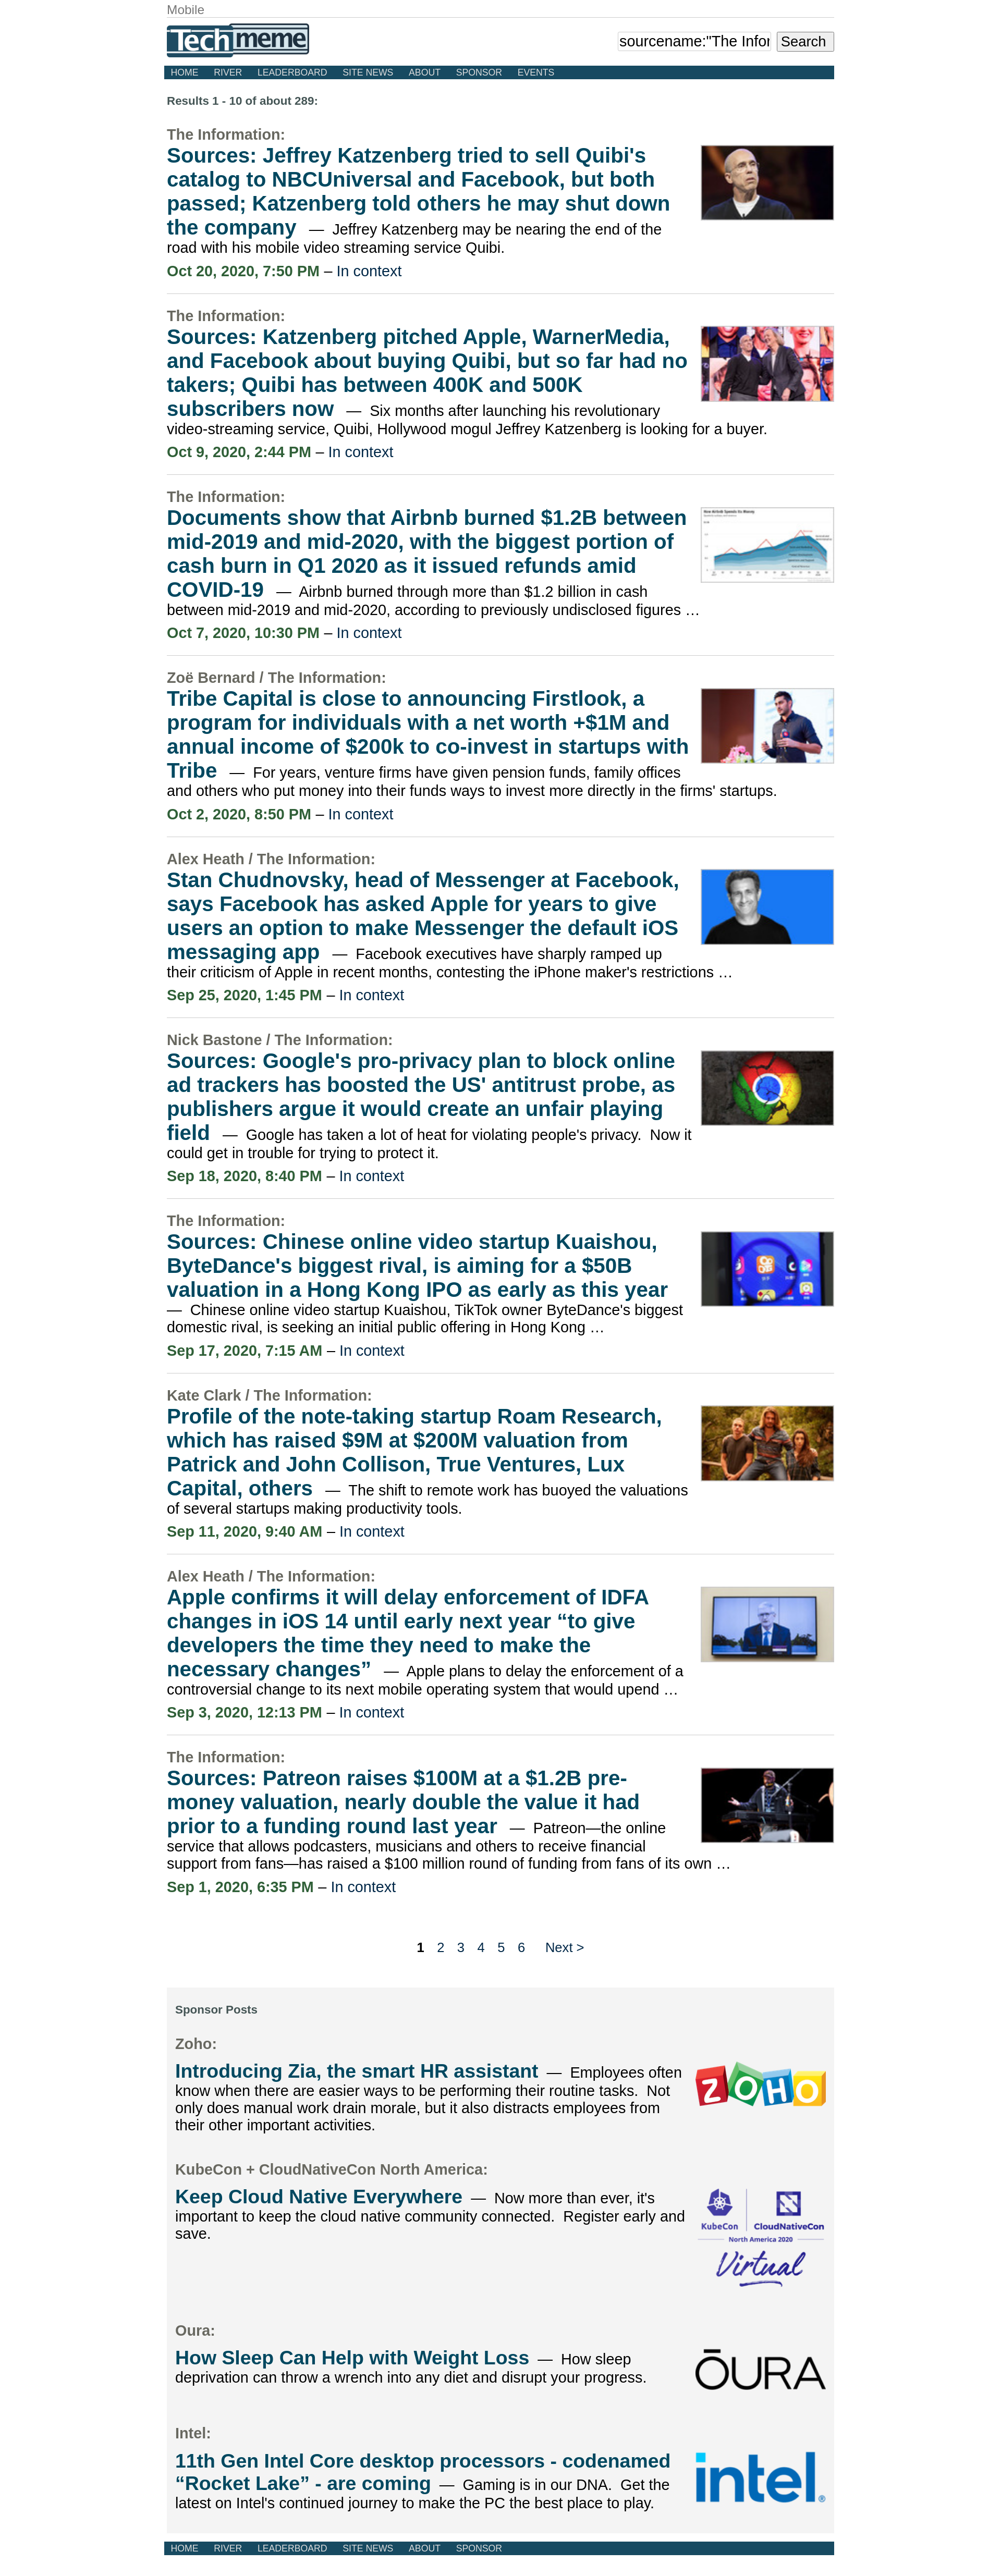 Mobile
Techmeme
sourcename:"The Infor
Search
HOME RIVER LEADERBOARD SITE NEWS ABOUT SPONSOR EVENTS
Results 1 - 10 of about 289:
The Information:
Sources: Jeffrey Katzenberg tried to sell Quibi's
catalog to NBCUniversal and Facebook, but both
passed; Katzenberg told others he may shut down
the company — Jeffrey Katzenberg may be nearing the end of the
road with his mobile video streaming service Quibi.
Oct 20, 2020, 7:50 PM – In context
The Information:
Sources: Katzenberg pitched Apple, WarnerMedia,
and Facebook about buying Quibi, but so far had no
takers; Quibi has between 400K and 500K
subscribers now — Six months after launching his revolutionary
video-streaming service, Quibi, Hollywood mogul Jeffrey Katzenberg is looking for a buyer.
Oct 9, 2020, 2:44 PM – In context
The Information:
Documents show that Airbnb burned $1.2B between
mid-2019 and mid-2020, with the biggest portion of
cash burn in Q1 2020 as it issued refunds amid
COVID-19 — Airbnb burned through more than $1.2 billion in cash
between mid-2019 and mid-2020, according to previously undisclosed figures …
Oct 7, 2020, 10:30 PM – In context
Zoë Bernard / The Information:
Tribe Capital is close to announcing Firstlook, a
program for individuals with a net worth +$1M and
annual income of $200k to co-invest in startups with
Tribe — For years, venture firms have given pension funds, family offices
and others who put money into their funds ways to invest more directly in the firms' startups.
Oct 2, 2020, 8:50 PM – In context
Alex Heath / The Information:
Stan Chudnovsky, head of Messenger at Facebook,
says Facebook has asked Apple for years to give
users an option to make Messenger the default iOS
messaging app — Facebook executives have sharply ramped up
their criticism of Apple in recent months, contesting the iPhone maker's restrictions …
Sep 25, 2020, 1:45 PM – In context
Nick Bastone / The Information:
Sources: Google's pro-privacy plan to block online
ad trackers has boosted the US' antitrust probe, as
publishers argue it would create an unfair playing
field — Google has taken a lot of heat for violating people's privacy. Now it
could get in trouble for trying to protect it.
Sep 18, 2020, 8:40 PM – In context
The Information:
Sources: Chinese online video startup Kuaishou,
ByteDance's biggest rival, is aiming for a $50B
valuation in a Hong Kong IPO as early as this year
— Chinese online video startup Kuaishou, TikTok owner ByteDance's biggest
domestic rival, is seeking an initial public offering in Hong Kong …
Sep 17, 2020, 7:15 AM – In context
Kate Clark / The Information:
Profile of the note-taking startup Roam Research,
which has raised $9M at $200M valuation from
Patrick and John Collison, True Ventures, Lux
Capital, others — The shift to remote work has buoyed the valuations
of several startups making productivity tools.
Sep 11, 2020, 9:40 AM – In context
Alex Heath / The Information:
Apple confirms it will delay enforcement of IDFA
changes in iOS 14 until early next year “to give
developers the time they need to make the
necessary changes” — Apple plans to delay the enforcement of a
controversial change to its next mobile operating system that would upend …
Sep 3, 2020, 12:13 PM – In context
The Information:
Sources: Patreon raises $100M at a $1.2B pre-
money valuation, nearly double the value it had
prior to a funding round last year — Patreon—the online
service that allows podcasters, musicians and others to receive financial
support from fans—has raised a $100 million round of funding from fans of its own …
Sep 1, 2020, 6:35 PM – In context
1 2 3 4 5 6 Next >
Sponsor Posts
Zoho:
Introducing Zia, the smart HR assistant — Employees often
know when there are easier ways to be performing their routine tasks. Not
only does manual work drain morale, but it also distracts employees from
their other important activities.
ZOHO
KubeCon + CloudNativeCon North America:
Keep Cloud Native Everywhere — Now more than ever, it's
important to keep the cloud native community connected. Register early and
save.
KubeCon CloudNativeCon
North America 2020
Virtual
Oura:
How Sleep Can Help with Weight Loss — How sleep
deprivation can throw a wrench into any diet and disrupt your progress.
ŌURA
Intel:
11th Gen Intel Core desktop processors - codenamed
“Rocket Lake” - are coming — Gaming is in our DNA. Get the
latest on Intel's continued journey to make the PC the best place to play.
intel®
HOME RIVER LEADERBOARD SITE NEWS ABOUT SPONSOR